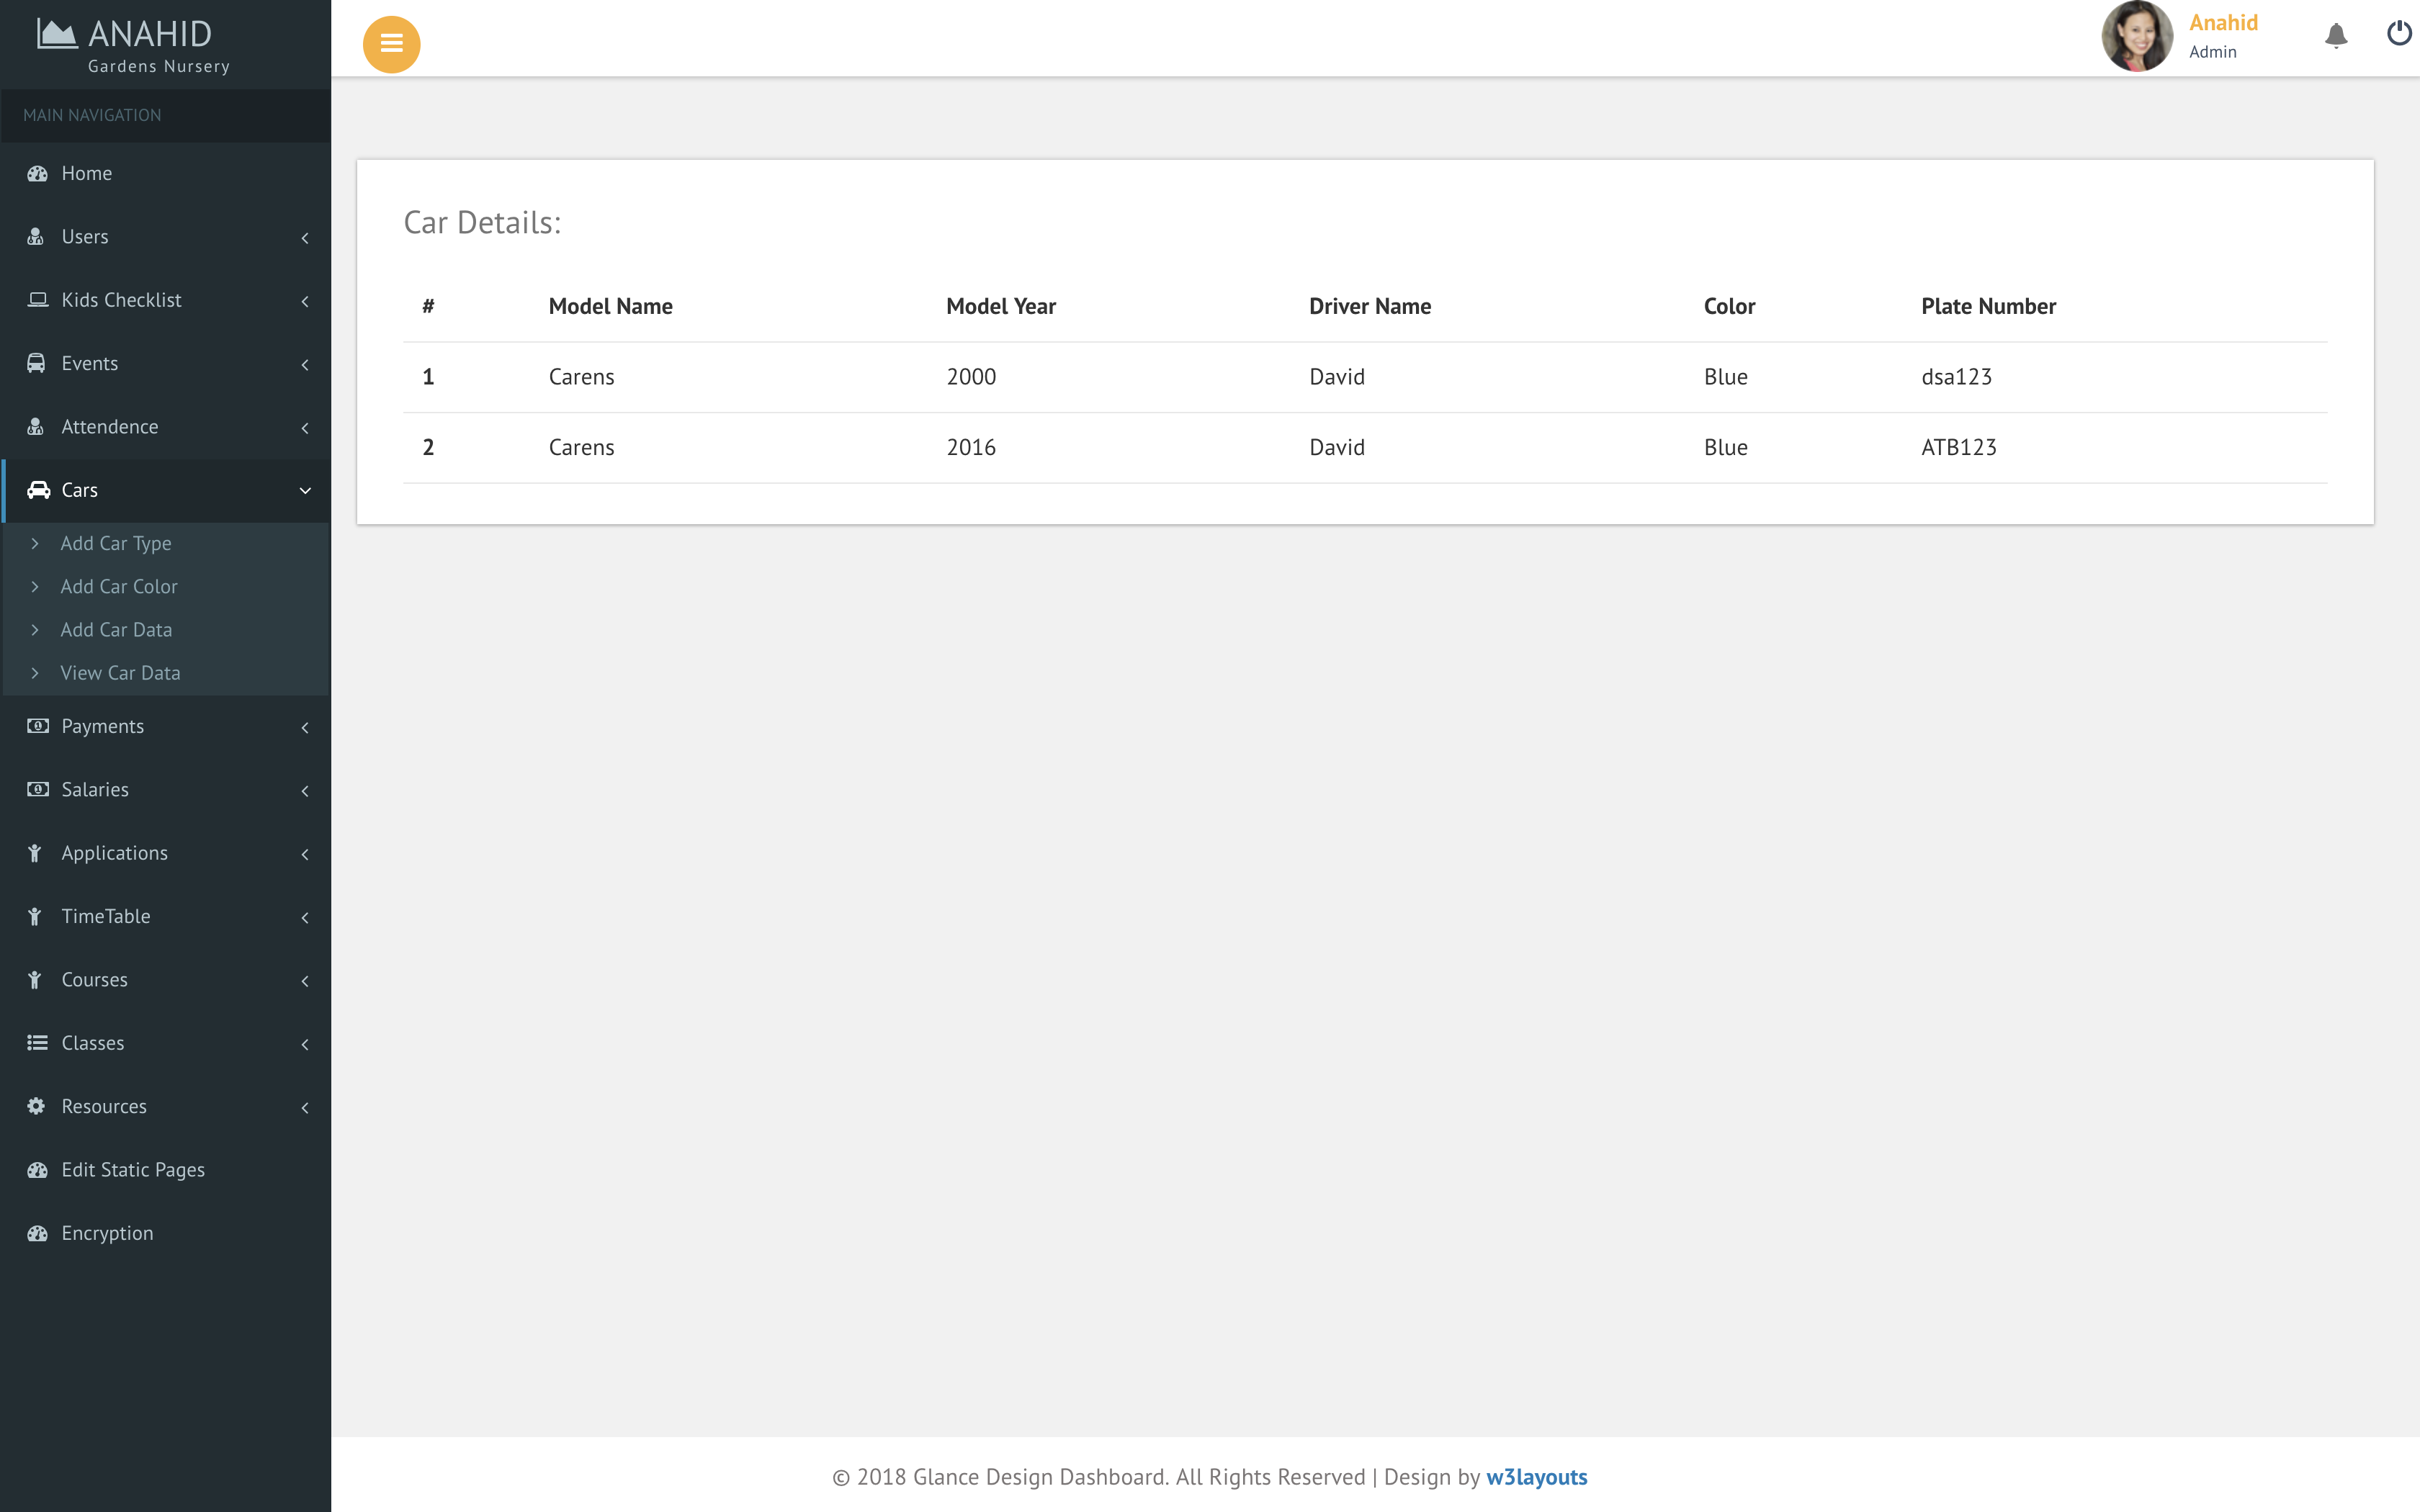 ANAHID
Gardens Nursery
MAIN NAVIGATION
Home
Users
Kids Checklist
Events
Attendence
Cars
Add Car Type
Add Car Color
Add Car Data
View Car Data
Payments
Salaries
Applications
TimeTable
Courses
Classes
Resources
Edit Static Pages
Encryption
Anahid
Admin
Car Details:
# Model Name Model Year Driver Name Color Plate Number
1 Carens 2000 David Blue dsa123
2 Carens 2016 David Blue ATB123
© 2018 Glance Design Dashboard. All Rights Reserved | Design by w3layouts